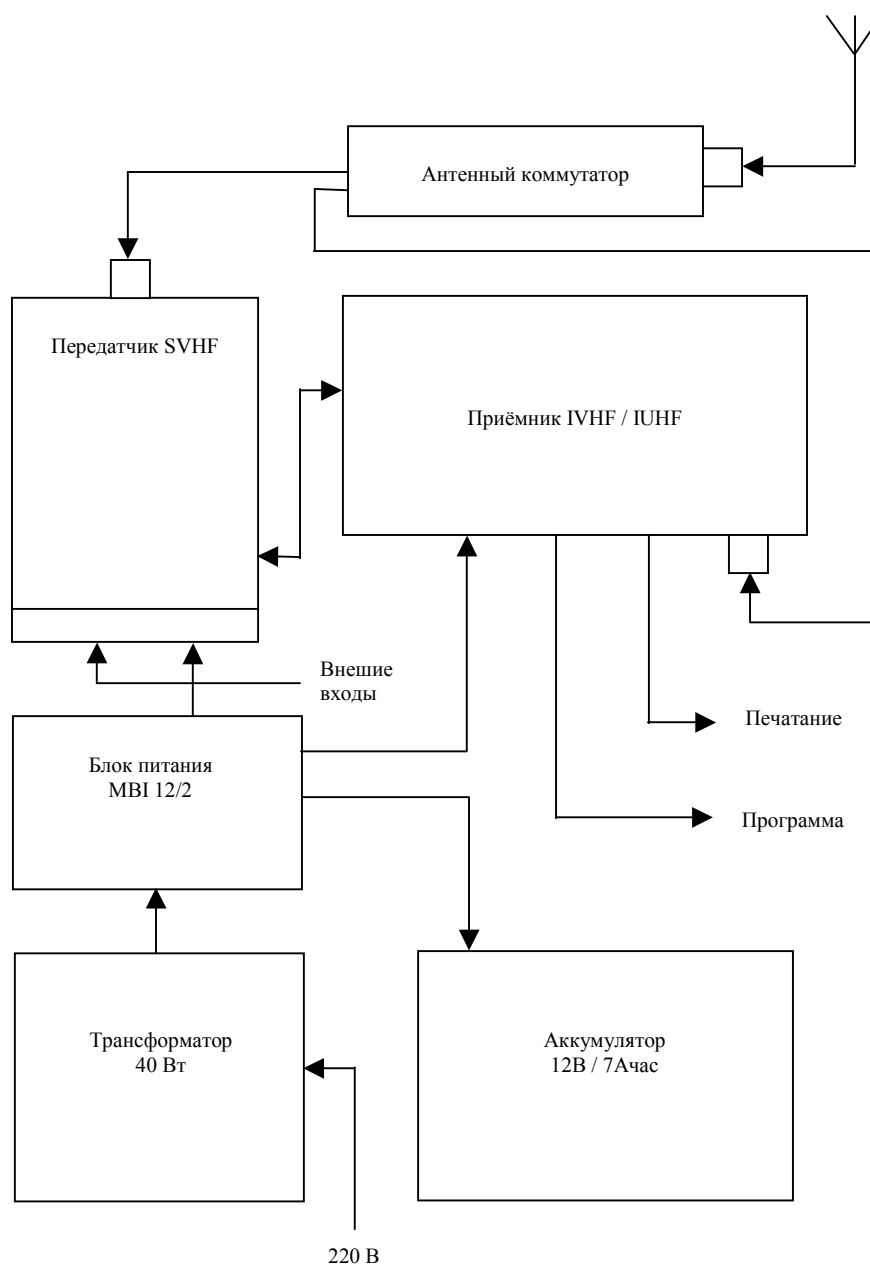 Антенный коммутатор
Передатчик SVHF
Приёмник IVHF / IUHF
Внешие
входы
Печатание
Блок питания
MBI 12/2
Программа
Трансформатор
40 Вт
Аккумулятор
12В / 7Ачас
220 В